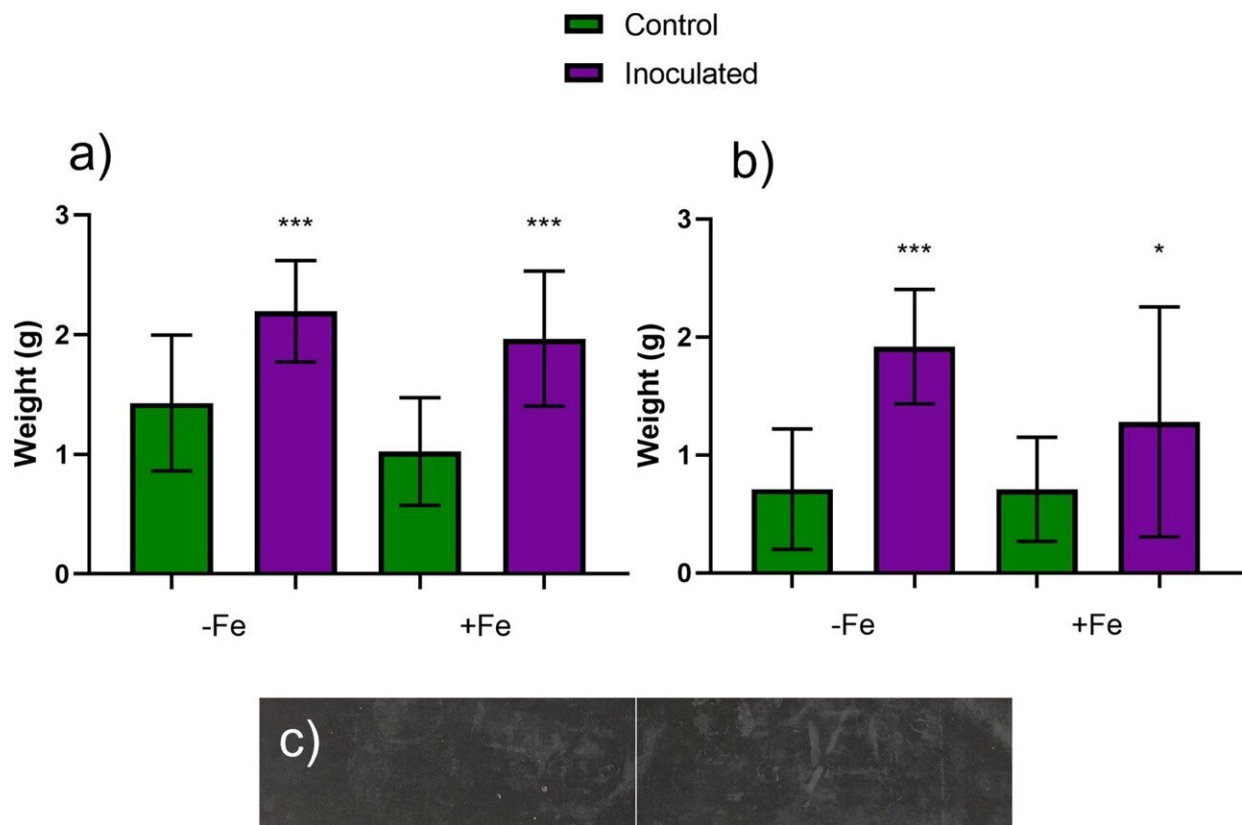 Control
Inoculated
a)
b)
3
2
1
0
Weight (g)
***
***
-Fe
+Fe
3
2
1
0
Weight (g)
***
*
-Fe
+Fe
c)